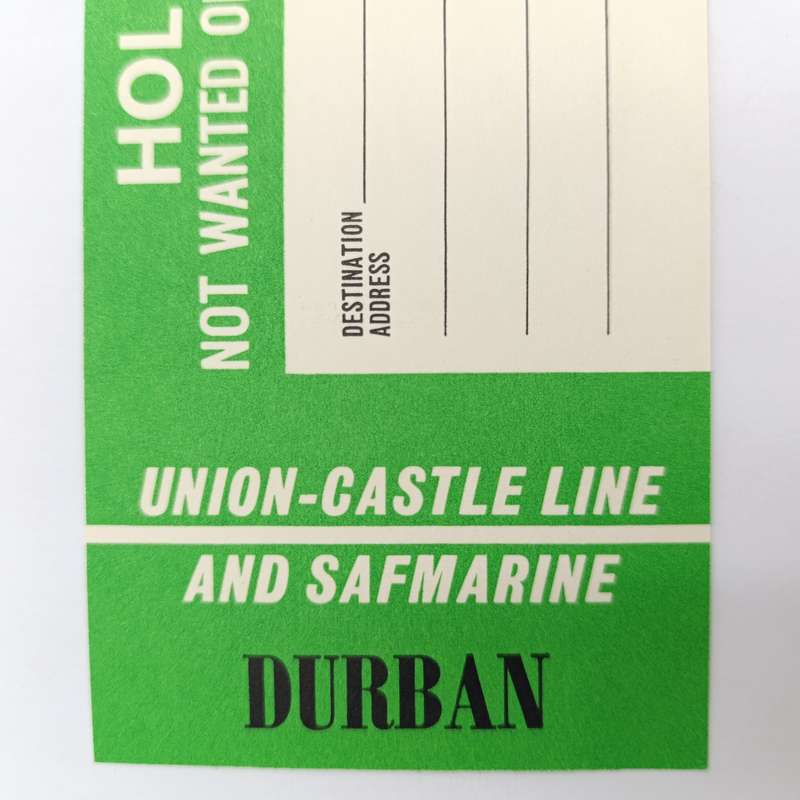 HOL
NOT WANTED O
DESTINATION
ADDRESS
UNION-CASTLE LINE
AND SAFMARINE
DURBAN